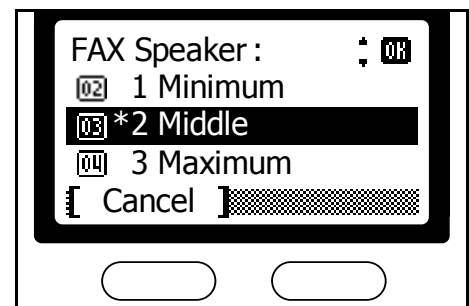 FAX Speaker: OK
02 1 Minimum
03 *2 Middle
04 3 Maximum
[ Cancel ]